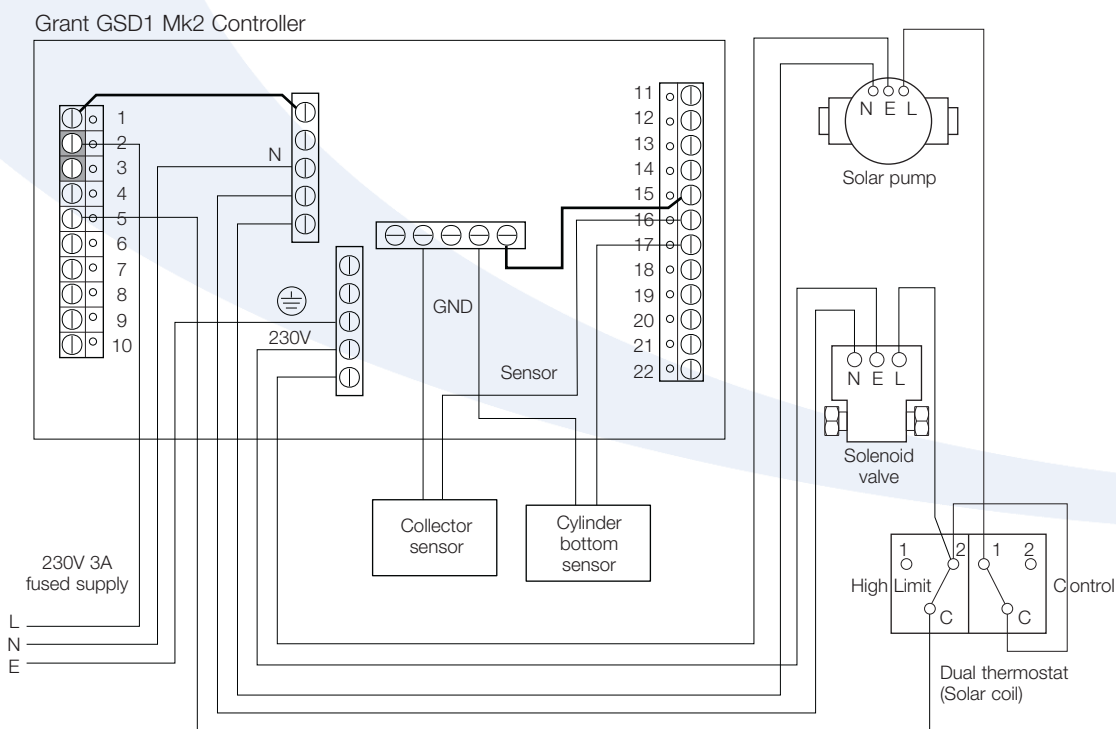 Grant GSD1 Mk2 Controller
1
2
3
4
5
6
7
8
9
10
N
230V
GND
Sensor
11
12
13
14
15
16
17
18
19
20
21
22
N E L
Solar pump
N E L
Solenoid
valve
Collector
sensor
Cylinder
bottom
sensor
230V 3A
fused supply
L
N
E
1 2 1 2
High Limit Control
C C
Dual thermostat
(Solar coil)